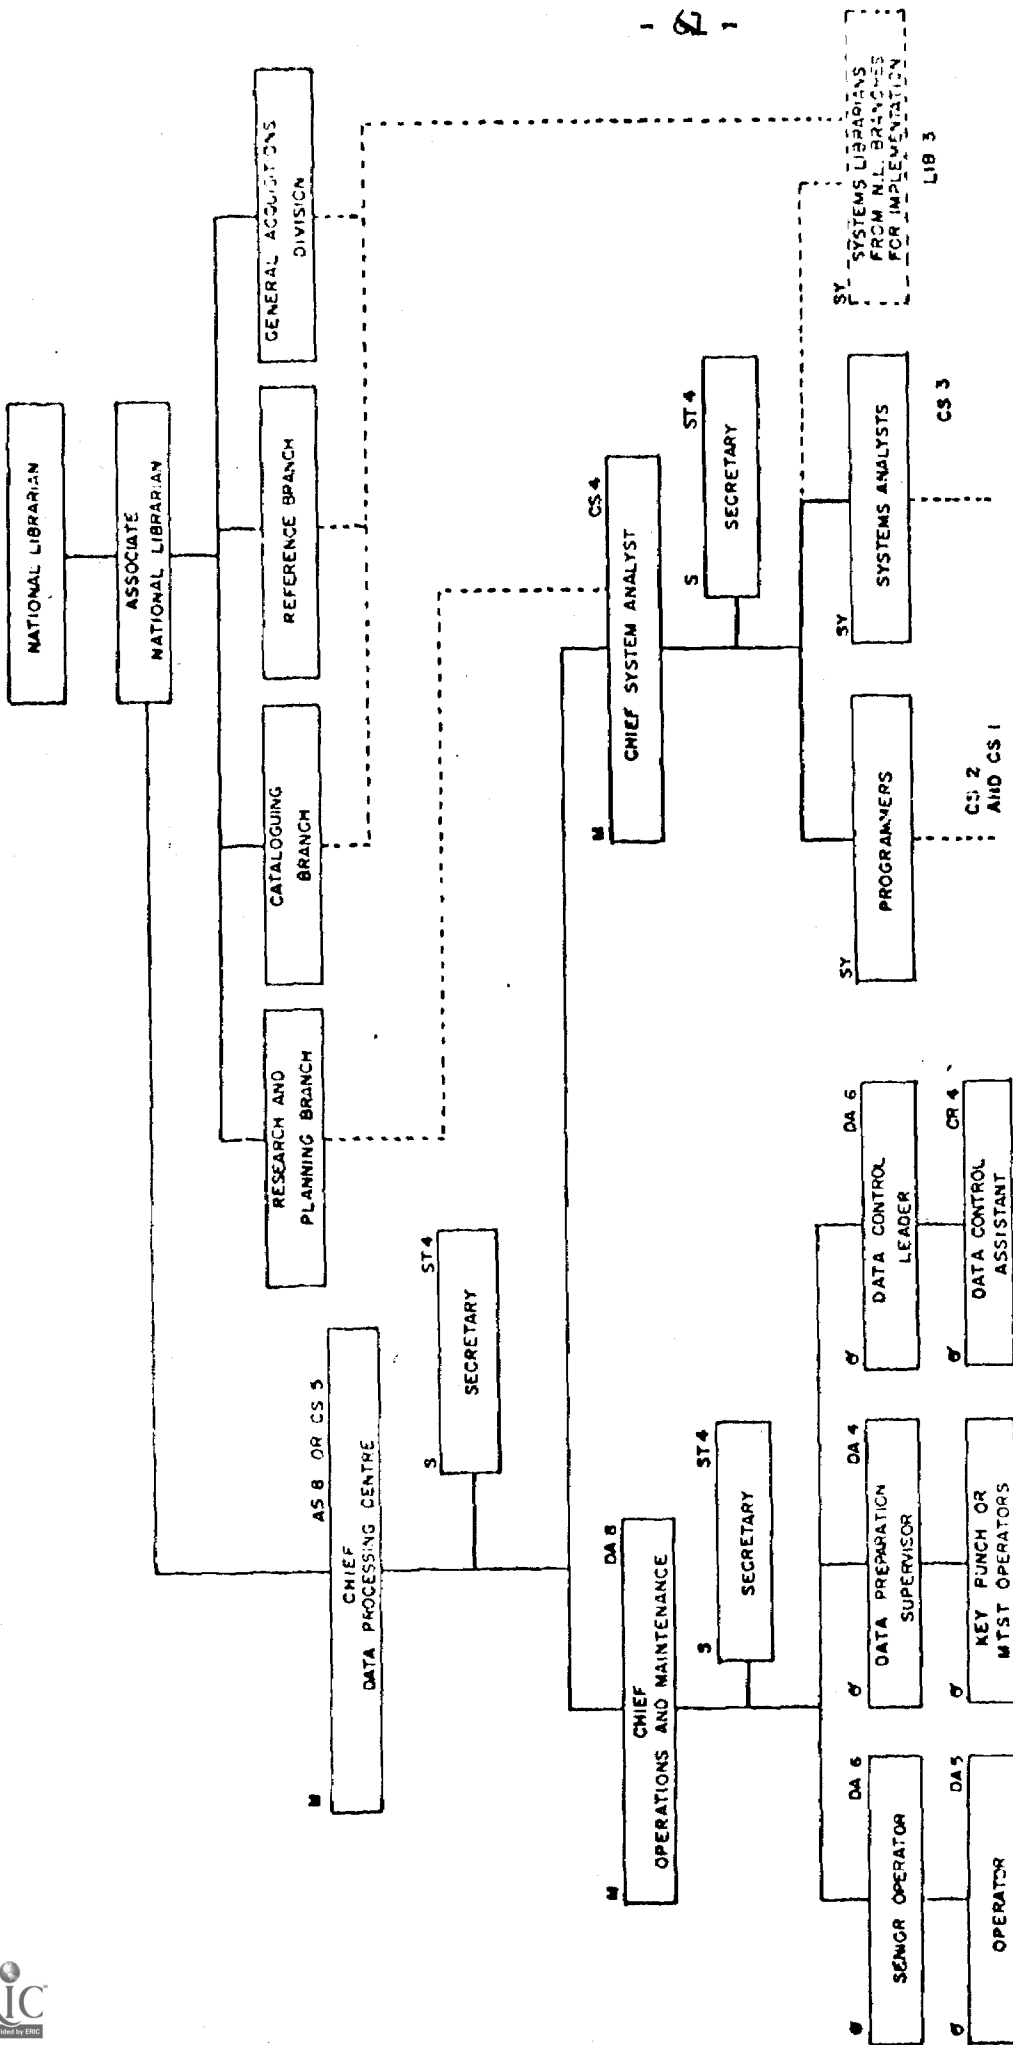 NATIONAL LIBRARIAN
ASSOCIATE
NATIONAL LIBRARIAN
RESEARCH AND
PLANNING BRANCH
CATALOGUING
BRANCH
REFERENCE BRANCH
GENERAL ACQUISITIONS
DIVISION
M
AS 8 OR CS 5
CHIEF
DATA PROCESSING CENTRE
S
ST 4
SECRETARY
M
DA 8
CHIEF
OPERATIONS AND MAINTENANCE
M
CS 4
CHIEF SYSTEM ANALYST
S
ST 4
SECRETARY
S
ST 4
SECRETARY
DA 6
SENIOR OPERATOR
O
DA 4
DATA PREPARATION
SUPERVISOR
O
DA 6
DATA CONTROL
LEADER
SY
PROGRAMMERS
SY
SYSTEMS ANALYSTS
SY
SYSTEMS LIBRARIANS
FROM N.L. BRANCHES
FOR IMPLEMENTATION
O
DA 5
OPERATOR
O
KEY PUNCH OR
MTST OPERATORS
O
CR 4
DATA CONTROL
ASSISTANT
CS 2
AND CS 1
CS 3
LIB 3
IC
ided by ERIC